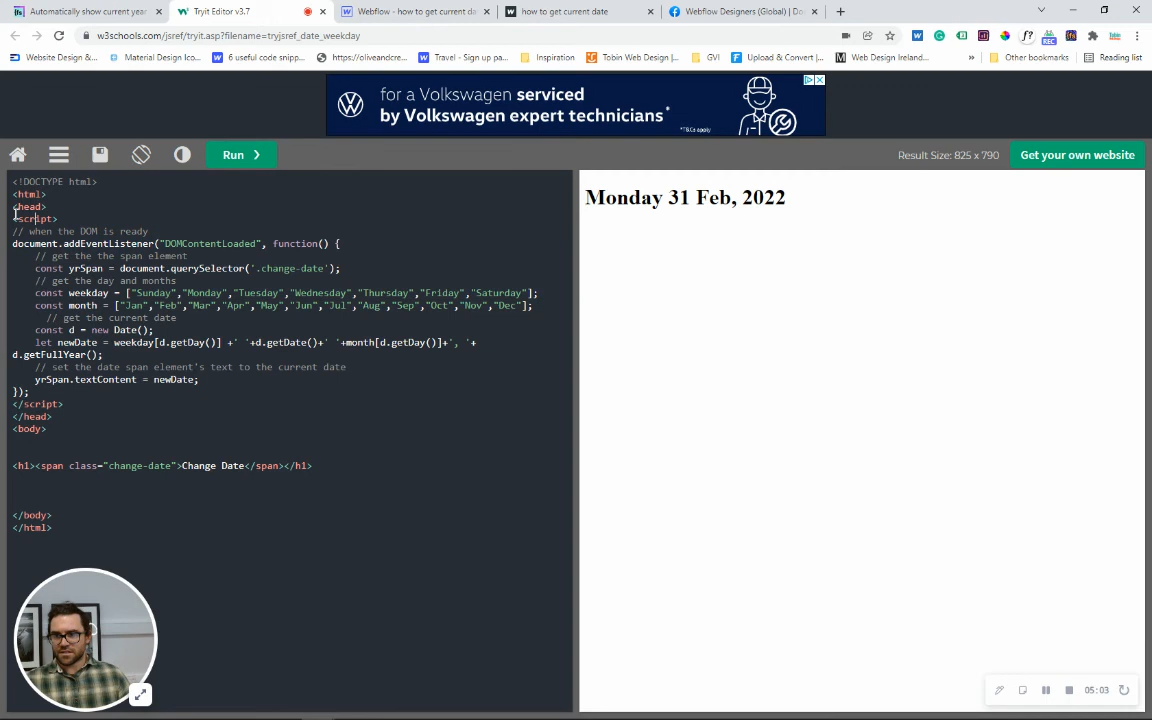 Automatically show current year
Tryit Editor v3.7
Webflow - how to get current da
how to get current date
Webflow Designers (Global) | Do
w3schools.com/jsref/tryit.asp?filename=tryjsref_date_weekday
Website Design &...
Material Design Ico...
6 useful code snipp...
https://oliveandcre...
Travel - Sign up pa...
Inspiration
Tobin Web Design |...
GVI
Upload & Convert |...
Web Design Ireland...
Other bookmarks
Reading list
for a Volkswagen serviced
by Volkswagen expert technicians*
*T&Cs apply
Run
Result Size: 825 x 790
Get your own website
<!DOCTYPE html>
<html>
<head>
<script>
// when the DOM is ready
document.addEventListener("DOMContentLoaded", function() {
// get the the span element
const yrSpan = document.querySelector('.change-date');
// get the day and months
const weekday = ["Sunday","Monday","Tuesday","Wednesday","Thursday","Friday","Saturday"];
const month = ["Jan","Feb","Mar","Apr","May","Jun","Jul","Aug","Sep","Oct","Nov","Dec"];
// get the current date
const d = new Date();
let newDate = weekday[d.getDay()] +' '+d.getDate()+' '+month[d.getDay()]+', '+
d.getFullYear();
// set the date span element's text to the current date
yrSpan.textContent = newDate;
});
</script>
</head>
<body>
<h1><span class="change-date">Change Date</span></h1>
</body>
</html>
Monday 31 Feb, 2022
05:03